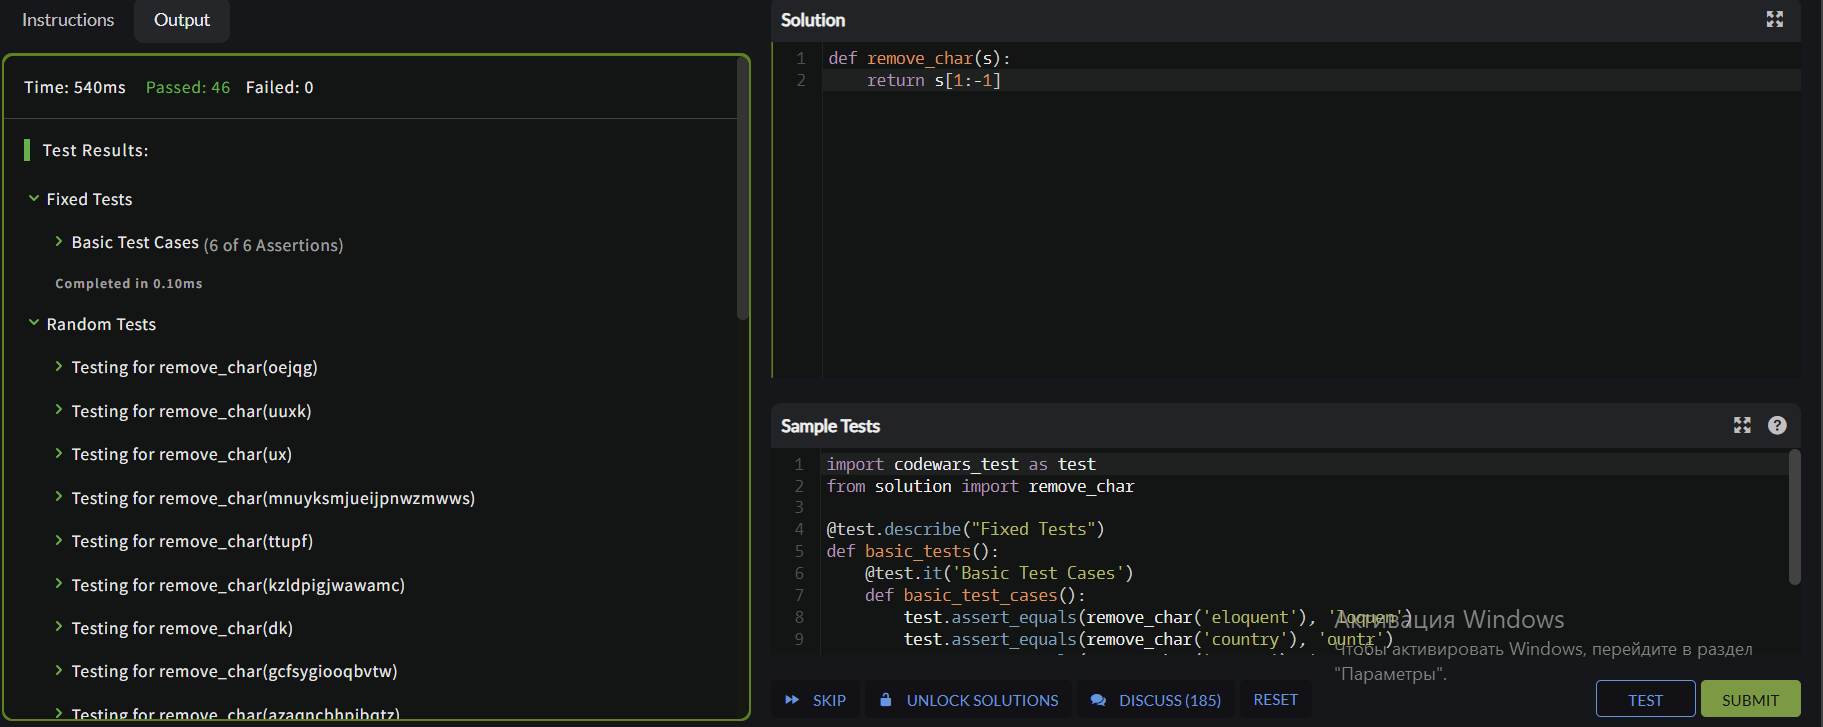 Instructions
Output
Time: 540ms Passed: 46 Failed: 0
Test Results:
Fixed Tests
Basic Test Cases (6 of 6 Assertions)
Completed in 0.10ms
Random Tests
Testing for remove_char(oejqg)
Testing for remove_char(uuxk)
Testing for remove_char(ux)
Testing for remove_char(mnuyksmjueijpnwzmwws)
Testing for remove_char(ttupf)
Testing for remove_char(kzldpigjwawamc)
Testing for remove_char(dk)
Testing for remove_char(gcfsygiooqbvtw)
Testing for
Solution
1 def remove_char(s):
2 return s[1:-1]
Sample Tests
?
1 import codewars_test as test
2 from solution import remove_char
3
4 @test.describe("Fixed Tests")
5 def basic_tests():
6 @test.it('Basic Test Cases')
7 def basic_test_cases():
8 test.assert_equals(remove_char('eloquent'), 'loquen')
9 test.assert_equals(remove_char('country'), 'ountr')
Активация Windows
Чтобы активировать Windows, перейдите в раздел
"Параметры".
SKIP
UNLOCK SOLUTIONS
DISCUSS (185)
RESET
TEST
SUBMIT